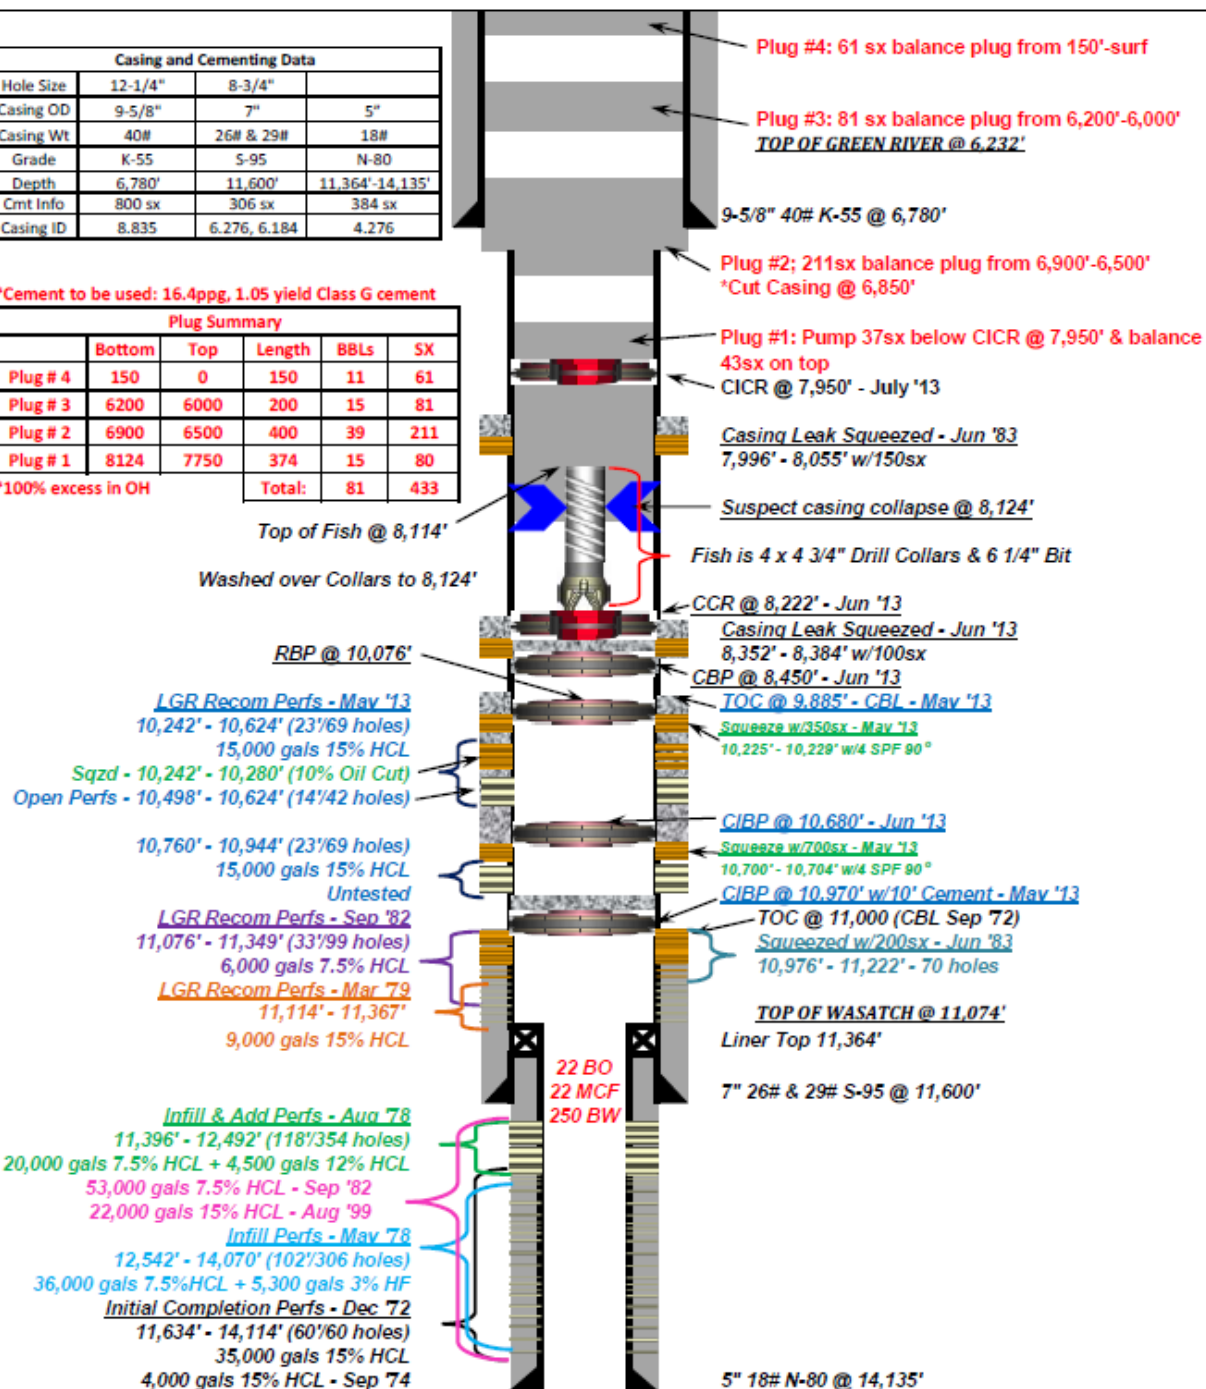 Casing and Cementing Data
Hole Size 12-1/4" 8-3/4"
Casing OD 9-5/8" 7" 5"
Casing Wt 40# 26# & 29# 18#
Grade K-55 S-95 N-80
Depth 6,780' 11,600' 11,364'-14,135'
Cmt Info 800 sx 306 sx 384 sx
Casing ID 8.835 6.276, 6.184 4.276
*Cement to be used: 16.4ppg, 1.05 yield Class G cement
Plug Summary
Bottom Top Length BBLs SX
Plug # 4 150 0 150 11 61
Plug # 3 6200 6000 200 15 81
Plug # 2 6900 6500 400 39 211
Plug # 1 8124 7750 374 15 80
*100% excess in OH Total: 81 433
Plug #4: 61 sx balance plug from 150'-surf
Plug #3: 81 sx balance plug from 6,200'-6,000'
TOP OF GREEN RIVER @ 6,232'
9-5/8" 40# K-55 @ 6,780'
Plug #2; 211sx balance plug from 6,900'-6,500'
*Cut Casing @ 6,850'
Plug #1: Pump 37sx below CICR @ 7,950' & balance
43sx on top
CICR @ 7,950' - July '13
Casing Leak Squeezed - Jun '83
7,996' - 8,055' w/150sx
Top of Fish @ 8,114'
Suspect casing collapse @ 8,124'
Fish is 4 x 4 3/4" Drill Collars & 6 1/4" Bit
Washed over Collars to 8,124'
CCR @ 8,222' - Jun '13
Casing Leak Squeezed - Jun '13
8,352' - 8,384' w/100sx
RBP @ 10,076'
CBP @ 8,450' - Jun '13
LGR Recom Perfs - May '13
10,242' - 10,624' (23'/69 holes)
15,000 gals 15% HCL
Sqzd - 10,242' - 10,280' (10% Oil Cut)
Open Perfs - 10,498' - 10,624' (14'/42 holes)
TOC @ 9.885' - CBL - May '13
Squeeze w/350sx - May '13
10,225' - 10,229' w/4 SPF 90°
10,760' - 10,944' (23'/69 holes)
15,000 gals 15% HCL
Untested
CIBP @ 10.680' - Jun '13
Squeeze w/700sx - May '13
10,700' - 10,704' w/4 SPF 90°
CIBP @ 10.970' w/10' Cement - May '13
LGR Recom Perfs - Sep '82
11,076' - 11,349' (33'/99 holes)
6,000 gals 7.5% HCL
TOC @ 11,000 (CBL Sep '72)
Squeezed w/200sx - Jun '83
10,976' - 11,222' - 70 holes
LGR Recom Perfs - Mar '79
11,114' - 11,367'
9,000 gals 15% HCL
TOP OF WASATCH @ 11,074'
Liner Top 11,364'
22 BO
22 MCF
250 BW
7" 26# & 29# S-95 @ 11,600'
Infill & Add Perfs - Aug '78
11,396' - 12,492' (118'/354 holes)
20,000 gals 7.5% HCL + 4,500 gals 12% HCL
53,000 gals 7.5% HCL - Sep '82
22,000 gals 15% HCL - Aug '99
Infill Perfs - May '78
12,542' - 14,070' (102'/306 holes)
36,000 gals 7.5%HCL + 5,300 gals 3% HF
Initial Completion Perfs - Dec '72
11,634' - 14,114' (60'/60 holes)
35,000 gals 15% HCL
4,000 gals 15% HCL - Sep '74
5" 18# N-80 @ 14,135'